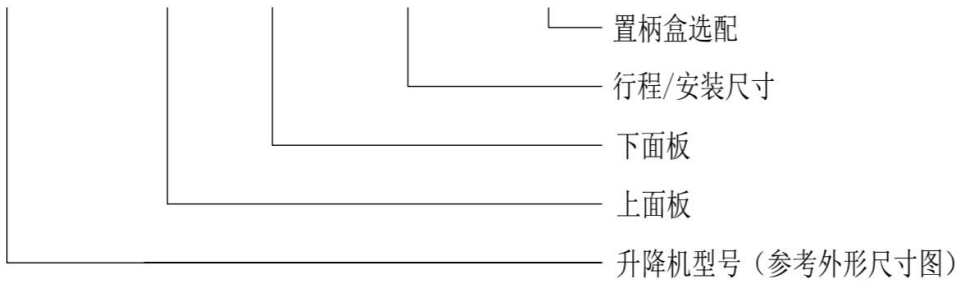 置柄盒选配
行程/安装尺寸
下面板
上面板
升降机型号（参考外形尺寸图）